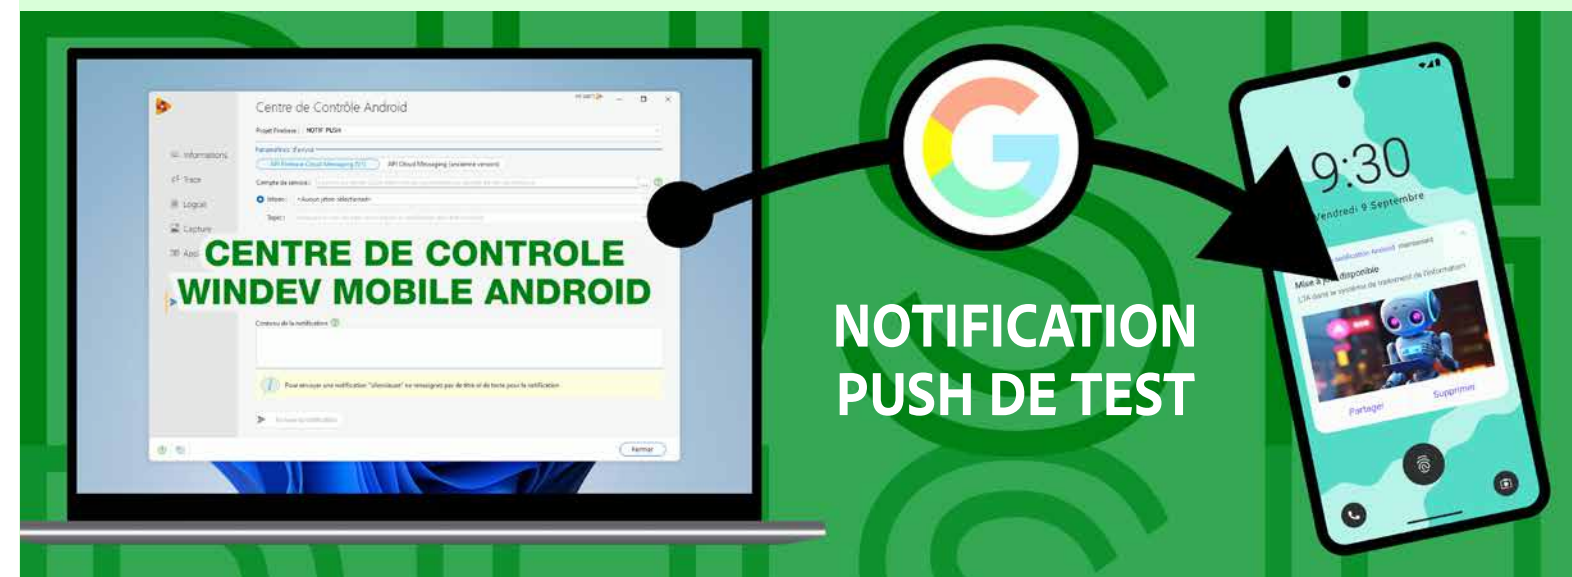 Centre de Contrôle Android
Projet Firebase : NOTIF PUSH
Paramètres d'envoi
API Firebase Cloud Messaging (V1) API Cloud Messaging (ancienne version)
Informations
Compte de service :
Trace
Jeton : <Aucun jeton sélectionné>
Logcat
Topic :
Capture
CENTRE DE CONTROLE
WINDEV MOBILE ANDROID
Contenu de la notification
Pour envoyer une notification "silencieuse" ne renseignez pas de titre et de texte pour la notification
Envoyer la notification
Fermer
G
NOTIFICATION
PUSH DE TEST
9:30
Vendredi 9 Septembre
notification Android maintenant
Mise à jour disponible
L'IA dans le système de traitement de l'information
Partager Supprimer